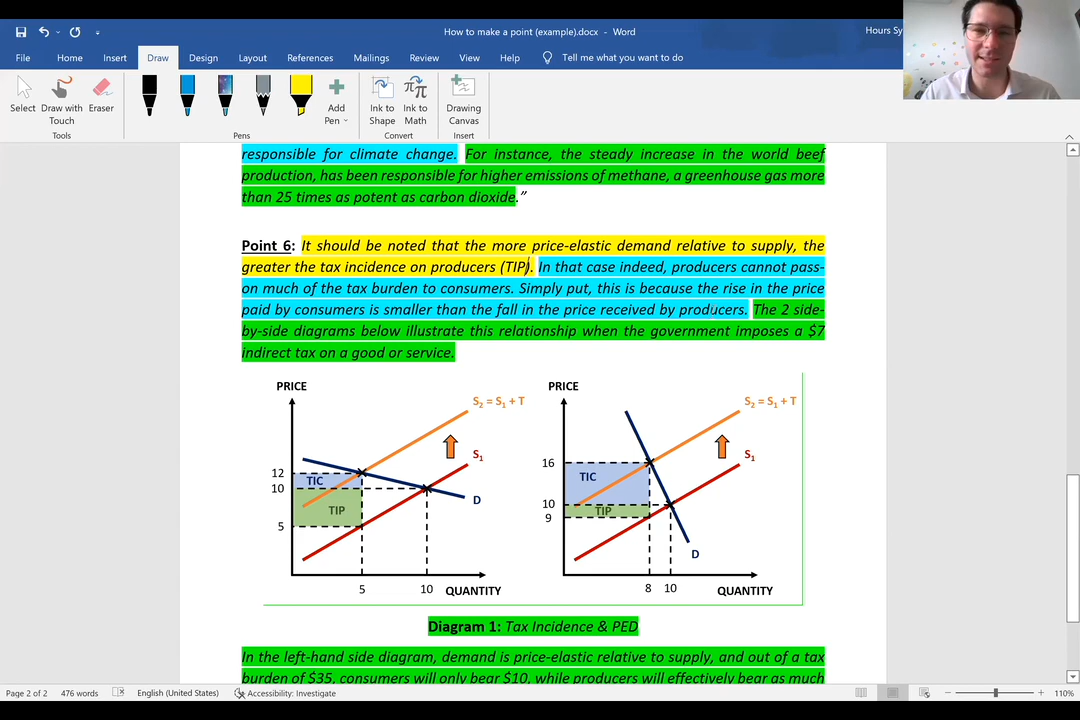 How to make a point (example).docx - Word
Hours Sy
File Home Insert Draw Design Layout References Mailings Review View Help Tell me what you want to do
Select Draw with Touch Eraser Add Pen Ink to Shape Ink to Math Drawing Canvas
Tools Pens Convert Insert
responsible for climate change. For instance, the steady increase in the world beef
production, has been responsible for higher emissions of methane, a greenhouse gas more
than 25 times as potent as carbon dioxide.”
Point 6: It should be noted that the more price-elastic demand relative to supply, the
greater the tax incidence on producers (TIP). In that case indeed, producers cannot pass-
on much of the tax burden to consumers. Simply put, this is because the rise in the price
paid by consumers is smaller than the fall in the price received by producers. The 2 side-
by-side diagrams below illustrate this relationship when the government imposes a $7
indirect tax on a good or service.
PRICE
S₂ = S₁ + T
S₁
12
TIC
10
TIP
D
5
5 10 QUANTITY
PRICE
S₂ = S₁ + T
S₁
16
TIC
10
TIP
9
D
8 10 QUANTITY
Diagram 1: Tax Incidence & PED
In the left-hand side diagram, demand is price-elastic relative to supply, and out of a tax
burden of $35, consumers will only bear $10, while producers will effectively bear as much
Page 2 of 2 476 words English (United States) Accessibility: Investigate 110%